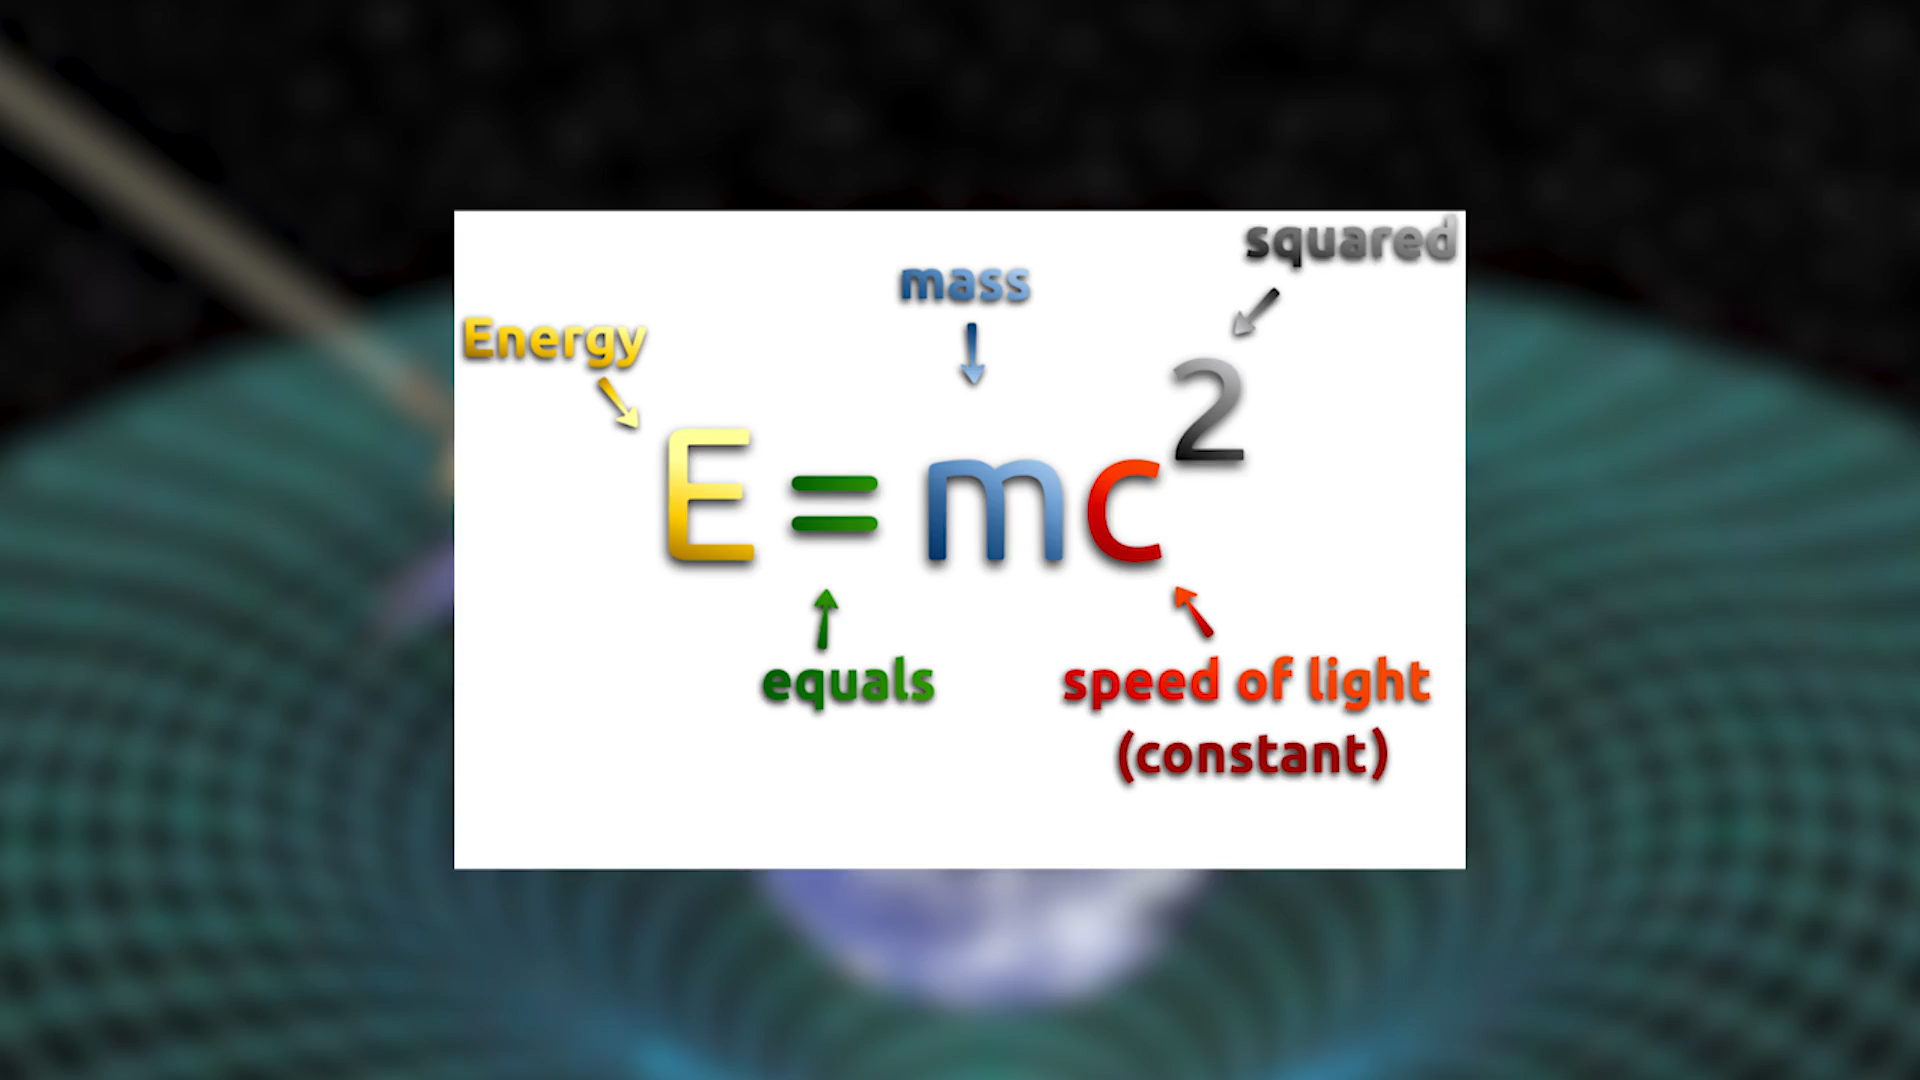 squared
mass
Energy
E = mc²
equals
speed of light
(constant)